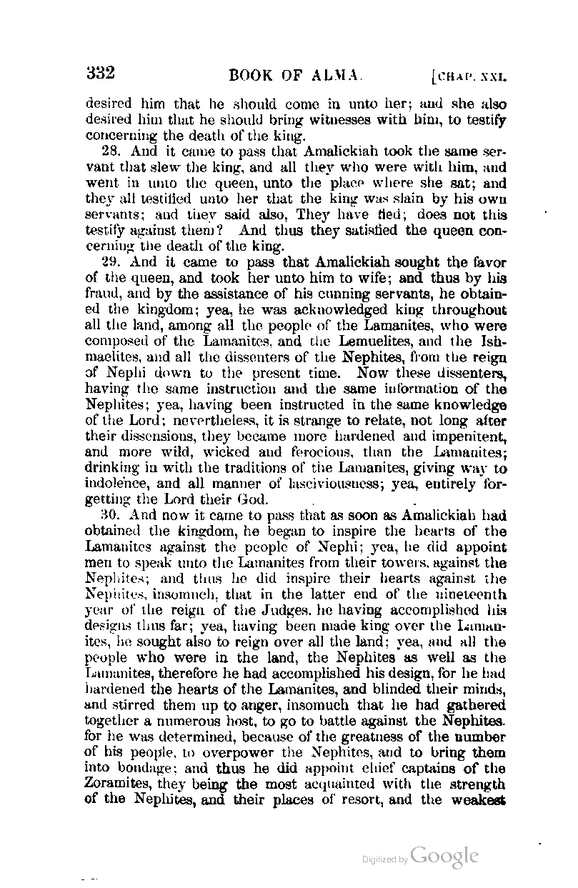 332 BOOK OF ALMA. [CHAP. XXI.
desired him that he should come in unto her; and she also
desired him that he should bring witnesses with him, to testify
concerning the death of the king.
28. And it came to pass that Amalickiah took the same ser-
vant that slew the king, and all they who were with him, and
went in unto the queen, unto the place where she sat; and
they all testified unto her that the king was slain by his own
servants; and they said also, They have fled; does not this
testify against them? And thus they satisfied the queen con-
cerning the death of the king.
29. And it came to pass that Amalickiah sought the favor
of the queen, and took her unto him to wife; and thus by his
fraud, and by the assistance of his cunning servants, he obtain-
ed the kingdom; yea, he was acknowledged king throughout
all the land, among all the people of the Lamanites, who were
composed of the Lamanites, and the Lemuelites, and the Ish-
maelites, and all the dissenters of the Nephites, from the reign
of Nephi down to the present time. Now these dissenters,
having the same instruction and the same information of the
Nephites; yea, having been instructed in the same knowledge
of the Lord; nevertheless, it is strange to relate, not long after
their dissensions, they became more hardened and impenitent,
and more wild, wicked and ferocious, than the Lamanites;
drinking in with the traditions of the Lamanites, giving way to
indolence, and all manner of lasciviousness; yea, entirely for-
getting the Lord their God.
30. And now it came to pass that as soon as Amalickiah had
obtained the kingdom, he began to inspire the hearts of the
Lamanites against the people of Nephi; yea, he did appoint
men to speak unto the Lamanites from their towers, against the
Nephites; and thus he did inspire their hearts against the
Nephites, insomuch, that in the latter end of the nineteenth
year of the reign of the Judges, he having accomplished his
designs thus far; yea, having been made king over the Laman-
ites, he sought also to reign over all the land; yea, and all the
people who were in the land, the Nephites as well as the
Lamanites, therefore he had accomplished his design, for he had
hardened the hearts of the Lamanites, and blinded their minds,
and stirred them up to anger, insomuch that he had gathered
together a numerous host, to go to battle against the Nephites.
for he was determined, because of the greatness of the number
of his people, to overpower the Nephites, and to bring them
into bondage; and thus he did appoint chief captains of the
Zoramites, they being the most acquainted with the strength
of the Nephites, and their places of resort, and the weakest
Digitized by Google